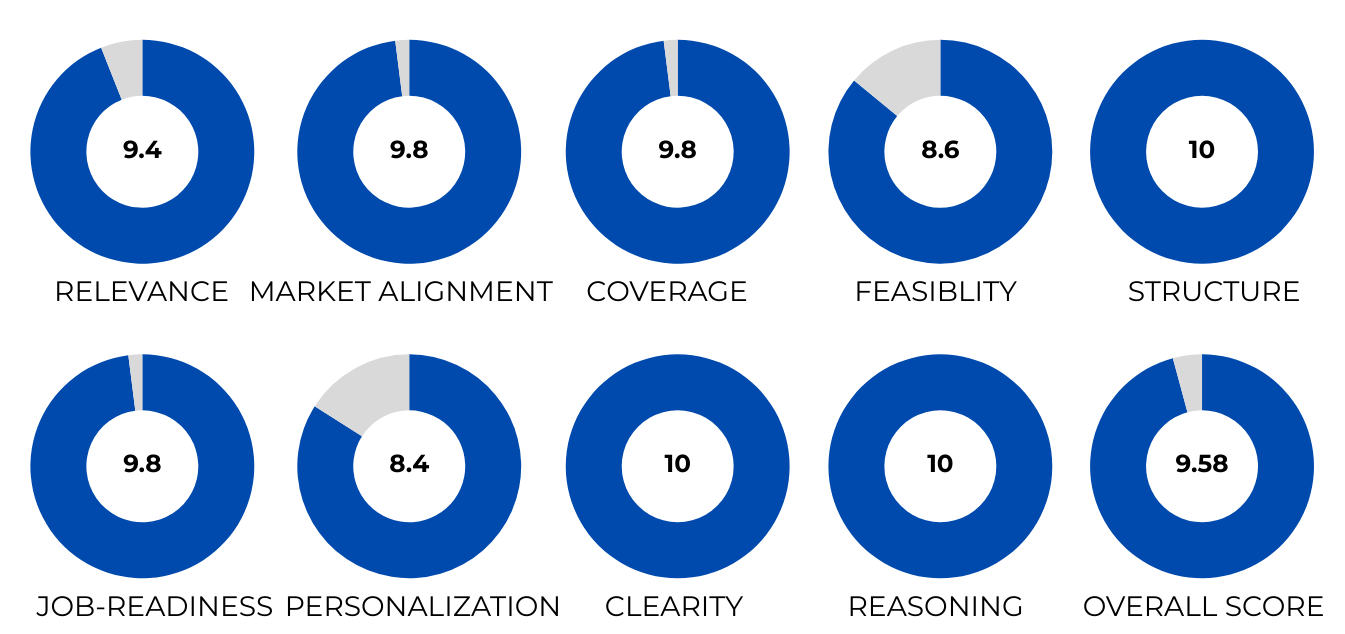 9.4
9.8
9.8
8.6
10
RELEVANCE
MARKET ALIGNMENT
COVERAGE
FEASIBLITY
STRUCTURE
9.8
8.4
10
10
9.58
JOB-READINESS
PERSONALIZATION
CLEARITY
REASONING
OVERALL SCORE